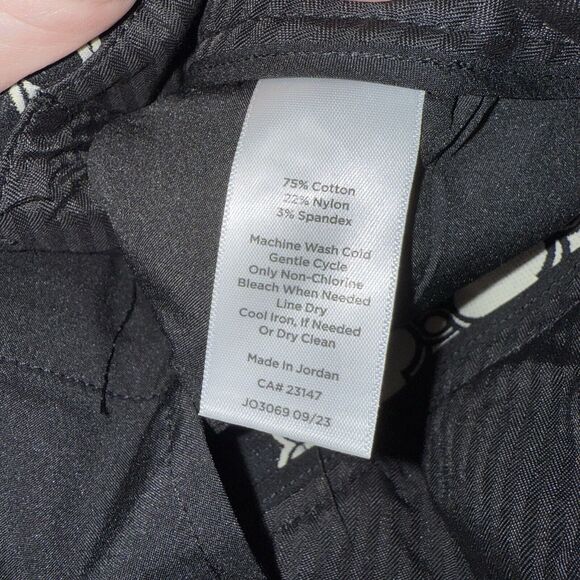 75% Cotton
22% Nylon
3% Spandex
Machine Wash Cold
Gentle Cycle
Only Non-Chlorine
Bleach When Needed
Line Dry
Cool Iron, If Needed
Or Dry Clean
Made in Jordan
CA# 23147
JO3069 09/23